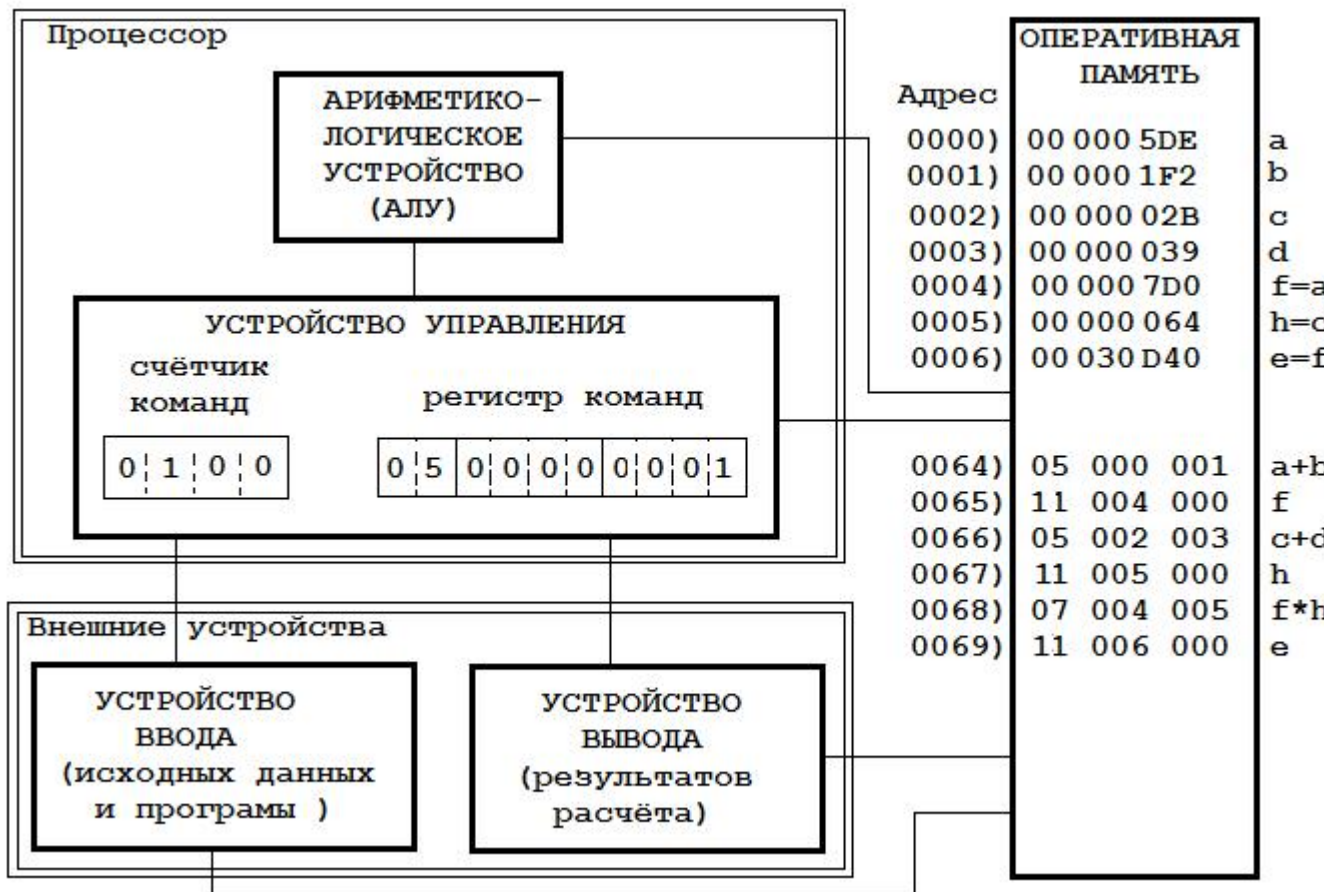 Процессор
АРИФМЕТИКО-
ЛОГИЧЕСКОЕ
УСТРОЙСТВО
(АЛУ)
УСТРОЙСТВО УПРАВЛЕНИЯ
счётчик
команд
регистр команд
0 1 0 0
0 5 0 0 0 0 0 0 0 1
Внешние устройства
УСТРОЙСТВО
ВВОДА
(исходных данных
и програмы )
УСТРОЙСТВО
ВЫВОДА
(результатов
расчёта)
ОПЕРАТИВНАЯ
ПАМЯТЬ
Адрес
0000) 00 000 5DE a
0001) 00 000 1F2 b
0002) 00 000 02B c
0003) 00 000 039 d
0004) 00 000 7D0 f=a
0005) 00 000 064 h=c
0006) 00 030 D40 e=f
0064) 05 000 001 a+b
0065) 11 004 000 f
0066) 05 002 003 c+d
0067) 11 005 000 h
0068) 07 004 005 f*h
0069) 11 006 000 e